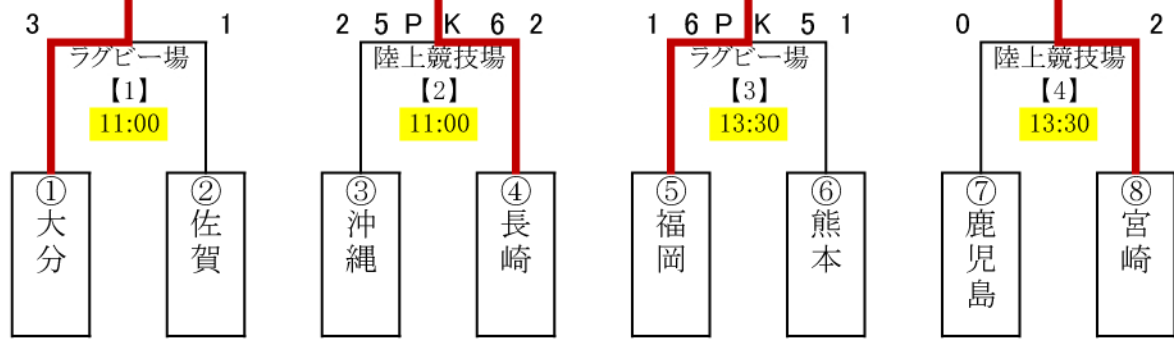 3 1 2 5 P K 6 2 1 6 P K 5 1 0 2
ラグビー場 陸上競技場 ラグビー場 陸上競技場
【1】 【2】 【3】 【4】
11:00 11:00 13:30 13:30
①大分
②佐賀
③沖縄
④長崎
⑤福岡
⑥熊本
⑦鹿児島
⑧宮崎